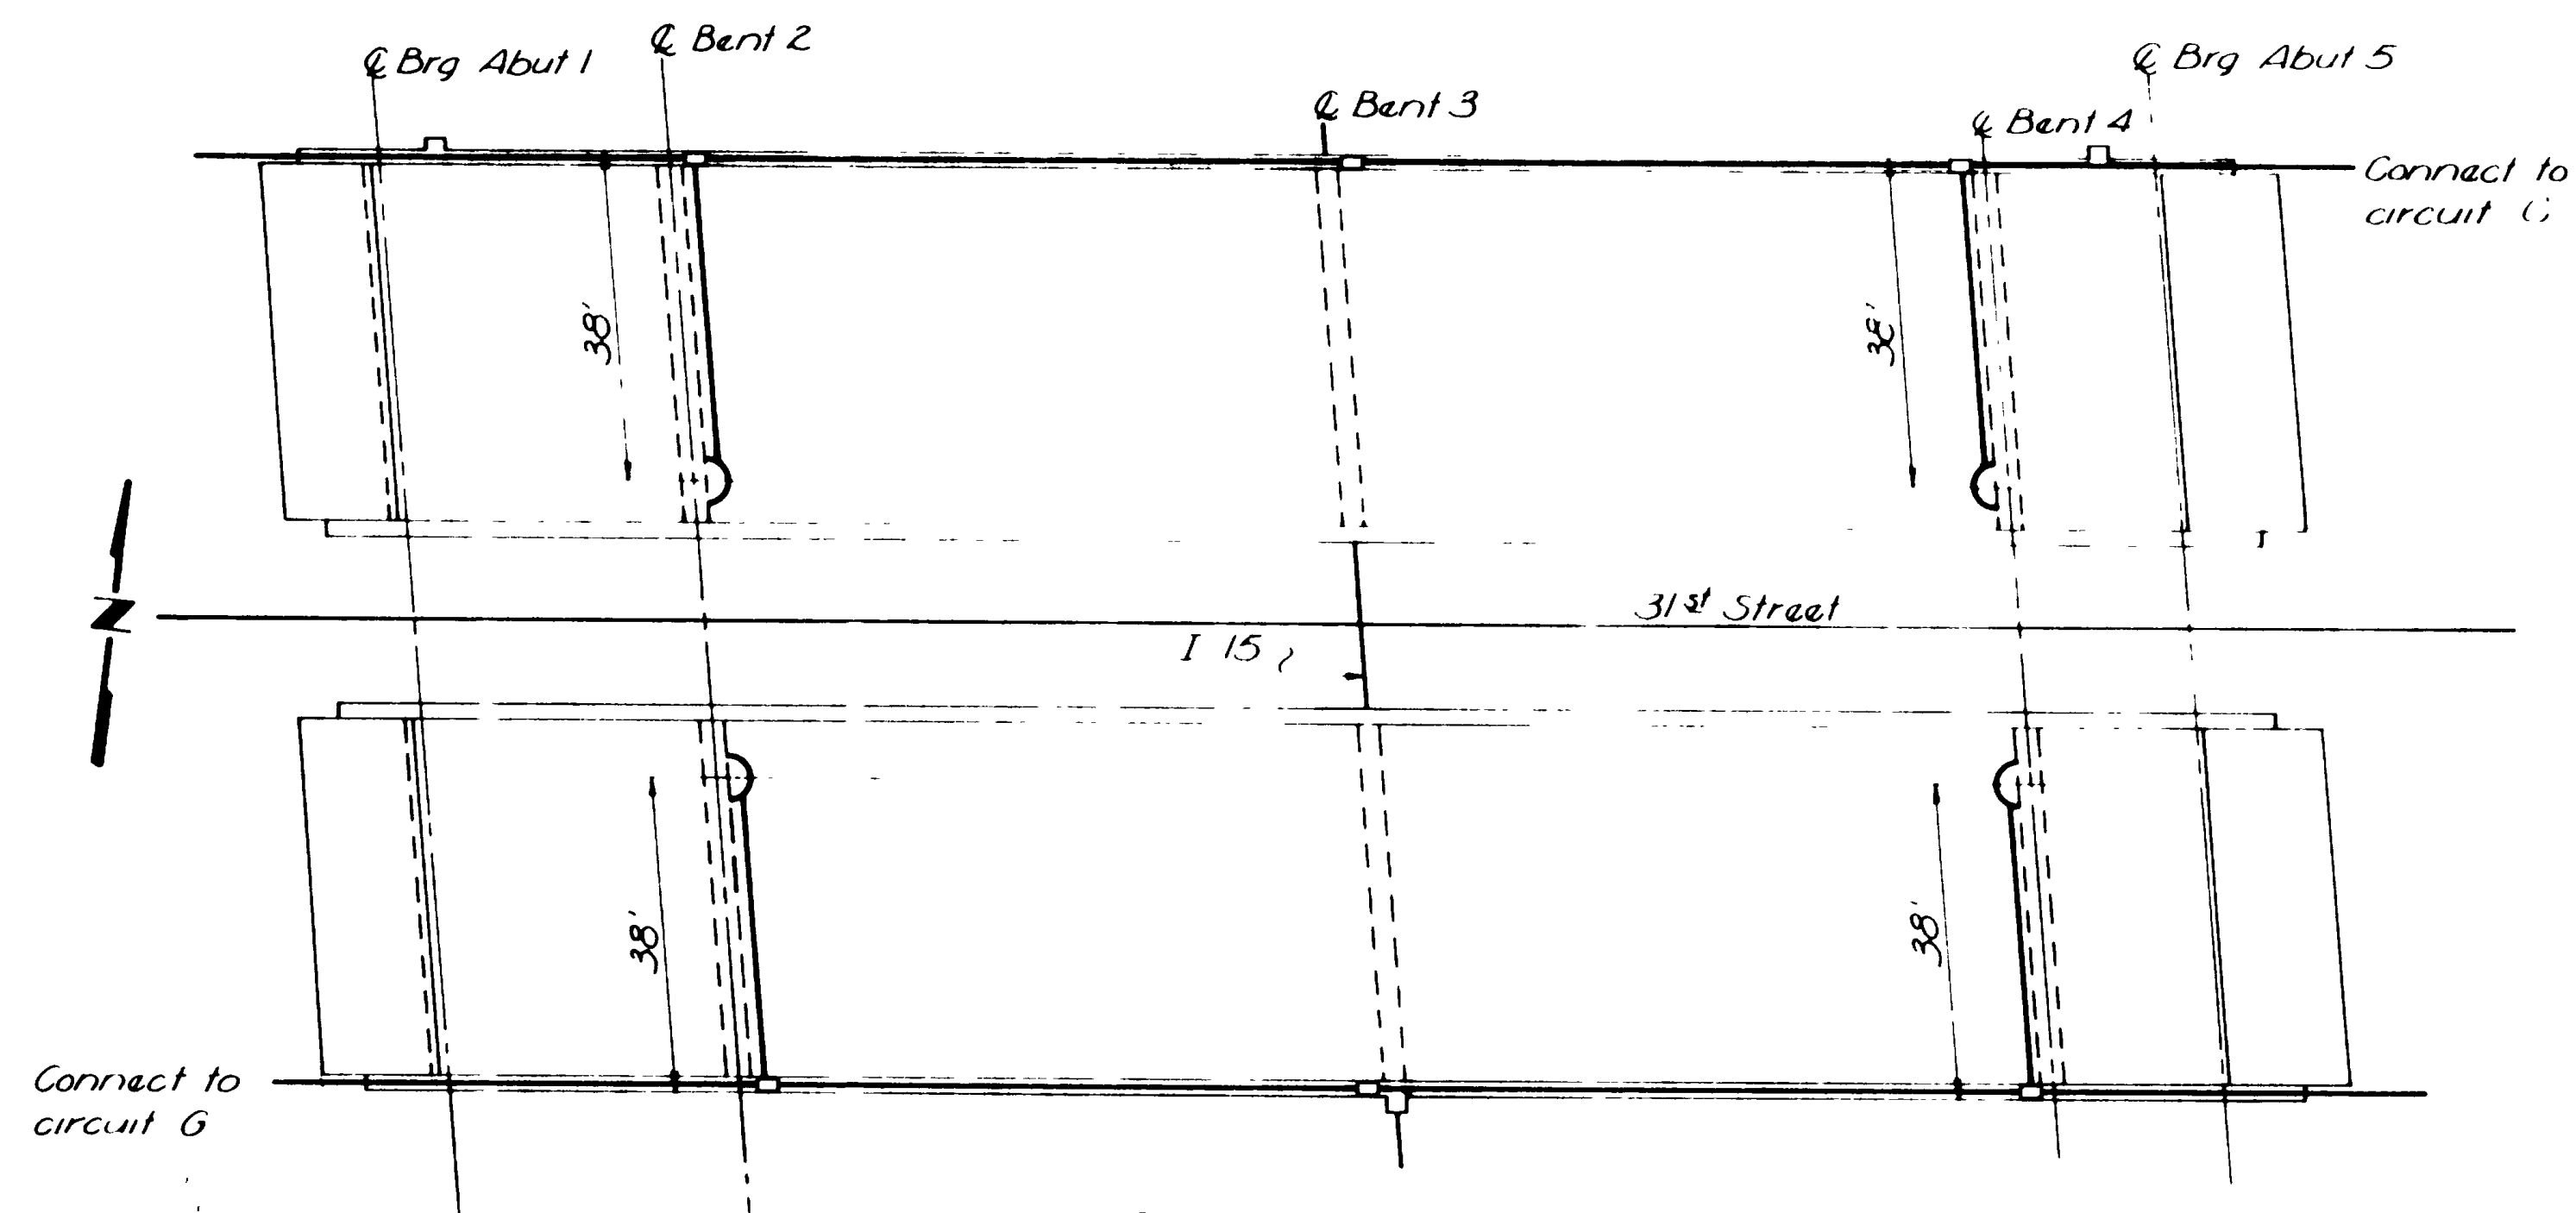 ℄ Brg Abut 1
℄ Bent 2
℄ Bent 3
℄ Bent 4
℄ Brg Abut 5
Connect to
circuit
38'
38'
N
31st Street
I 15
38'
38'
Connect to
circuit G